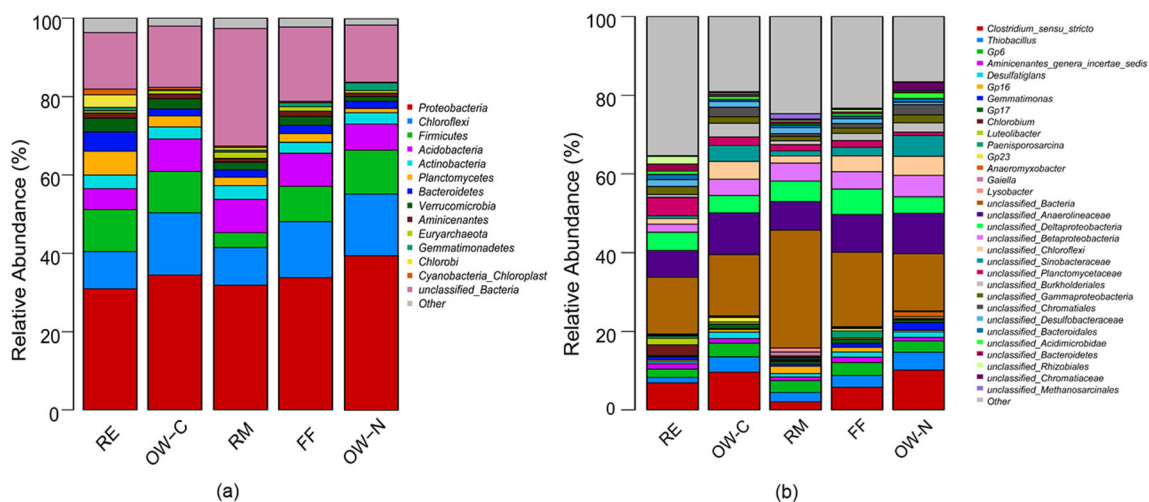 Relative Abundance (%)
100
80
60
40
20
0
RE
OW-C
RM
FF
OW-N
Proteobacteria
Chloroflexi
Firmicutes
Acidobacteria
Actinobacteria
Planctomycetes
Bacteroidetes
Verrucomicrobia
Aminicenantes
Euryarchaeota
Gemmatimonadetes
Chlorobi
Cyanobacteria_Chloroplast
unclassified_Bacteria
Other
(a)
Relative Abundance (%)
100
80
60
40
20
0
RE
OW-C
RM
FF
OW-N
Clostridium_sensu_stricto
Thiobacillus
Gp6
Aminicenantes_genera_incertae_sedis
Desulfatiglans
Gp16
Gemmatimonas
Gp17
Chlorobium
Luteolibacter
Paenisporosarcina
Gp23
Anaeromyxobacter
Gaiella
Lysobacter
unclassified_Bacteria
unclassified_Anaerolineaceae
unclassified_Deltaproteobacteria
unclassified_Betaproteobacteria
unclassified_Chloroflexi
unclassified_Sinobacteraceae
unclassified_Planctomycetaceae
unclassified_Burkholderiales
unclassified_Gammaproteobacteria
unclassified_Chromatiales
unclassified_Desulfobacteraceae
unclassified_Bacteroidales
unclassified_Acidimicrobidae
unclassified_Bacteroidetes
unclassified_Rhizobiales
unclassified_Chromatiaceae
unclassified_Methanosarcinales
Other
(b)